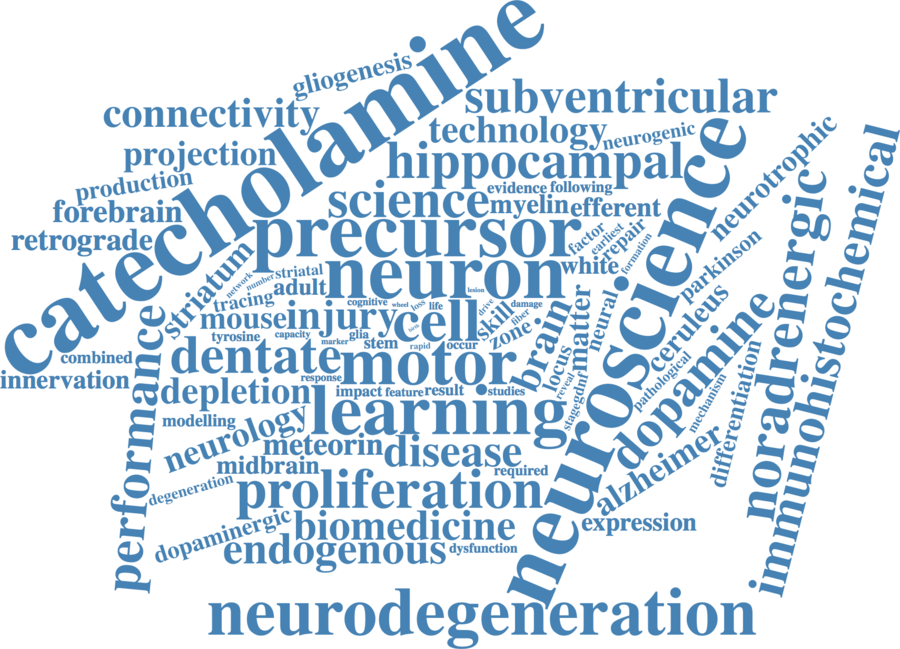 catecholamine
gliogenesis
connectivity
subventricular
technology
neurogenic
projection
hippocampal
production
evidence
following
forebrain
science
myelin
efferent
retrograde
precursor
factor
earliest
repair
formation
neuroscience
neurotrophic
noradrenergic
immunohistochemical
striatum
network
number
striatal
adult
neuron
white
lesion
parkinson
tracing
cognitive
wheel
loss
life
drive
damage
mouse
injury
cell
birth
skill
fiber
zone
brain
matter
neural
ceruleus
tyrosine
capacity
marker
glia
stem
rapid
occur
locus
combined
innervation
performance
dentate
motor
response
impact
feature
result
studies
reveal
stage
gdnf
pathological
dopamine
mechanism
differentiation
depletion
learning
modelling
neurology
meteorin
disease
alzheimer
midbrain
required
degeneration
proliferation
dopaminergic
biomedicine
expression
endogenous
dysfunction
neurodegeneration